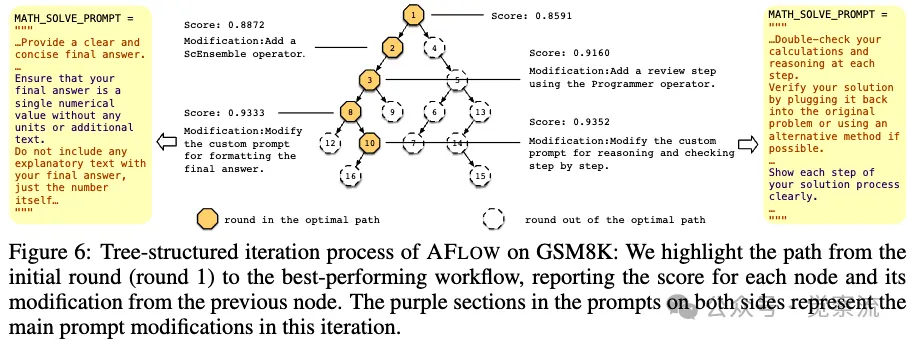 MATH_SOLVE_PROMPT =
"""
…Provide a clear and
concise final answer.
…
Ensure that your
final answer is a
single numerical
value without any
units or additional
text.
Do not include any
explanatory text with
your final answer,
just the number
itself…
"""
Score: 0.8872
Modification:Add a
ScEnsemble operator.
Score: 0.9333
Modification:Modify
the custom prompt
for formatting the
final answer.
1
2
4
3
5
8
9
6
13
12
10
7
14
16
15
Score: 0.8591
Score: 0.9160
Modification:Add a review step
using the Programmer operator.
Score: 0.9352
Modification:Modify the custom
prompt for reasoning and checking
step by step.
MATH_SOLVE_PROMPT =
"""
…Double-check your
calculations and
reasoning at each
step.
Verify your solution
by plugging it back
into the original
problem or using an
alternative method if
possible.
…
Show each step of
your solution process
clearly.
…
"""
round in the optimal path
round out of the optimal path
Figure 6: Tree-structured iteration process of AFLOW on GSM8K: We highlight the path from the
initial round (round 1) to the best-performing workflow, reporting the score for each node and its
modification from the previous node. The purple sections in the prompts on both sides represent the
main prompt modifications in this iteration.
公众号 · 觉察流